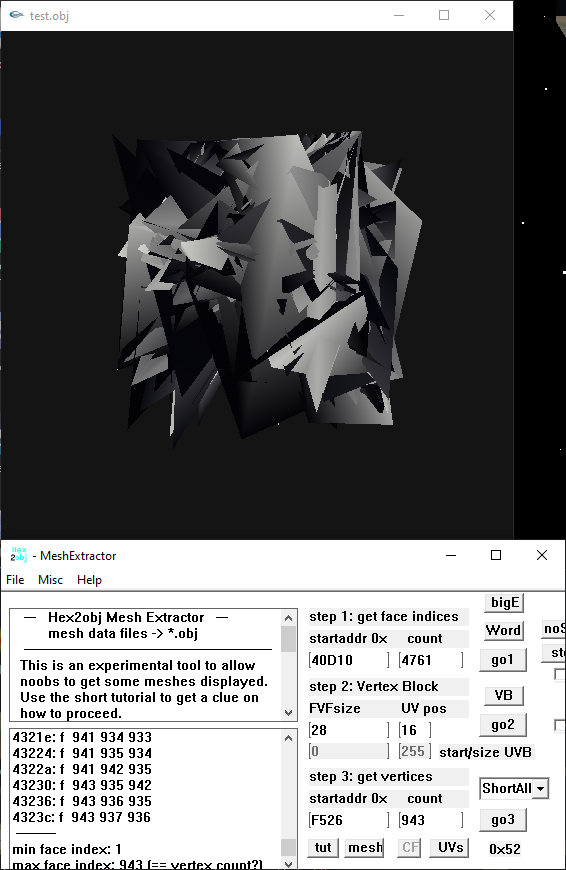 test.obj
Hex
2obj
- MeshExtractor
File Misc Help
— Hex2obj Mesh Extractor —
mesh data files -> *.obj
This is an experimental tool to allow
noobs to get some meshes displayed.
Use the short tutorial to get a clue on
how to proceed.
4321e: f 941 934 933
43224: f 941 935 934
4322a: f 941 942 935
43230: f 943 935 942
43236: f 943 936 935
4323c: f 943 937 936
min face index: 1
max face index: 943 (== vertex count?)
step 1: get face indices
startaddr 0x count
40D10 4761
step 2: Vertex Block
FVFsize UV pos
28 16
0 255 start/size UVB
step 3: get vertices
startaddr 0x count
F526 943
tut mesh CF UVs
bigE
Word
go1
VB
go2
ShortAll
go3
0x52
noS
st